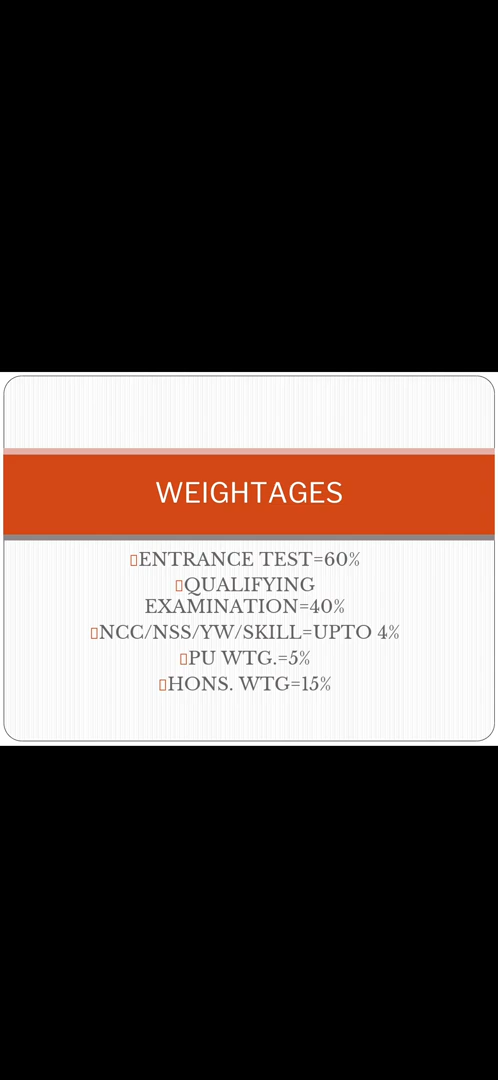 WEIGHTAGES
ENTRANCE TEST=60%
QUALIFYING
EXAMINATION=40%
NCC/NSS/YW/SKILL=UPTO 4%
PU WTG.=5%
HONS. WTG=15%